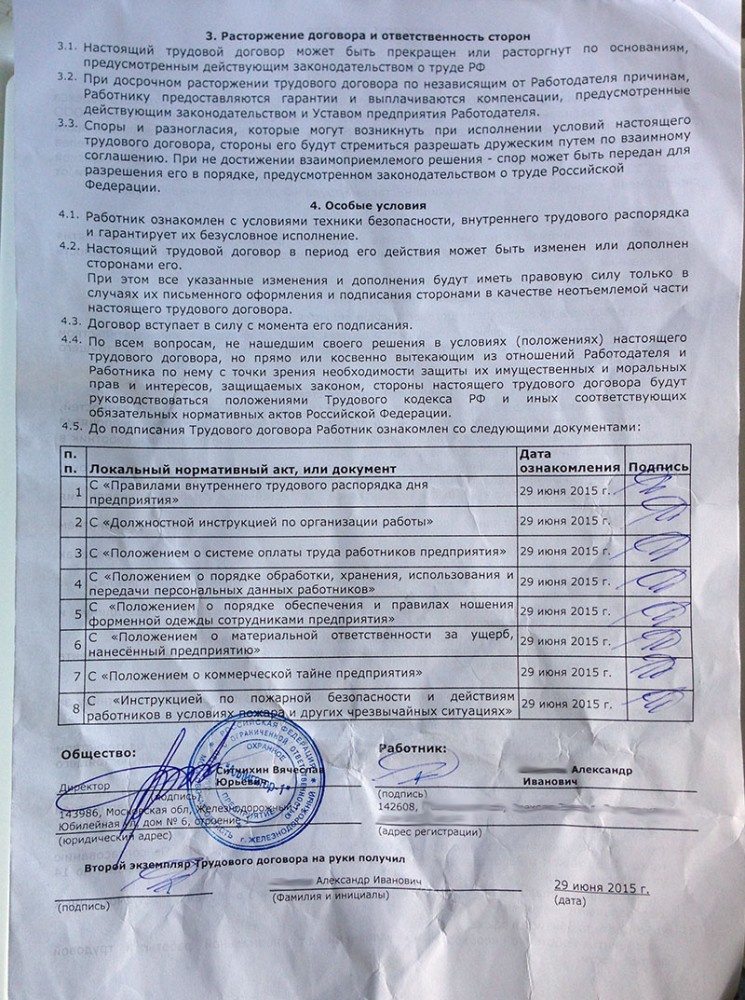 3. Расторжение договора и ответственность сторон
3.1. Настоящий трудовой договор может быть прекращен или расторгнут по основаниям,
предусмотренным действующим законодательством о труде РФ
3.2. При досрочном расторжении трудового договора по независящим от Работодателя причинам,
Работнику предоставляются гарантии и выплачиваются компенсации, предусмотренные
действующим законодательством и Уставом предприятия Работодателя.
3.3. Споры и разногласия, которые могут возникнуть при исполнении условий настоящего
трудового договора, стороны его будут стремиться разрешать дружеским путем по взаимному
соглашению. При не достижении взаимоприемлемого решения - спор может быть передан для
разрешения его в порядке, предусмотренном законодательством о труде Российской
Федерации.
4. Особые условия
4.1. Работник ознакомлен с условиями техники безопасности, внутреннего трудового распорядка
и гарантирует их безусловное исполнение.
4.2. Настоящий трудовой договор в период его действия может быть изменен или дополнен
сторонами его.
При этом все указанные изменения и дополнения будут иметь правовую силу только в
случаях их письменного оформления и подписания сторонами в качестве неотъемлемой части
настоящего трудового договора.
4.3. Договор вступает в силу с момента его подписания.
4.4. По всем вопросам, не нашедшим своего решения в условиях (положениях) настоящего
трудового договора, но прямо или косвенно вытекающим из отношений Работодателя и
Работника по нему с точки зрения необходимости защиты их имущественных и моральных
прав и интересов, защищаемых законом, стороны настоящего трудового договора будут
руководствоваться положениями Трудового кодекса РФ и иных соответствующих
обязательных нормативных актов Российской Федерации.
4.5. До подписания Трудового договора Работник ознакомлен со следующими документами:
п. п. Локальный нормативный акт, или документ Дата ознакомления Подпись
1 С «Правилами внутреннего трудового распорядка дня
предприятия» 29 июня 2015 г.
2 С «Должностной инструкцией по организации работы» 29 июня 2015 г.
3 С «Положением о системе оплаты труда работников предприятия» 29 июня 2015 г.
4 С «Положением о порядке обработки, хранения, использования и
передачи персональных данных работников» 29 июня 2015 г.
5 С «Положением о порядке обеспечения и правилах ношения
форменной одежды сотрудниками предприятия» 29 июня 2015 г.
6 С «Положением о материальной ответственности за ущерб,
нанесённый предприятию» 29 июня 2015 г.
7 С «Положением о коммерческой тайне предприятия» 29 июня 2015 г.
8 С «Инструкцией по пожарной безопасности и действиям
работников в условиях пожара и других чрезвычайных ситуациях» 29 июня 2015 г.
Общество:
Директор Ситчихин Вячеслав
Юрьевич
(подпись)
143986, Московская обл, Железнодорожный г,
Юбилейная ул, дом № 6, строение
(юридический адрес)
РОССИЙСКАЯ ФЕДЕРАЦИЯ
ОГРАНИЧЕННОЙ ОТВЕТСТВЕННОСТЬЮ
ОХРАННОЕ
ПРЕДПРИЯТИЕ
г. ЖЕЛЕЗНОДОРОЖНЫЙ
Работник:
Александр
Иванович
(подпись)
142608,
(адрес регистрации)
Второй экземпляр Трудового договора на руки получил
Александр Иванович 29 июня 2015 г.
(подпись) (Фамилия и инициалы) (дата)